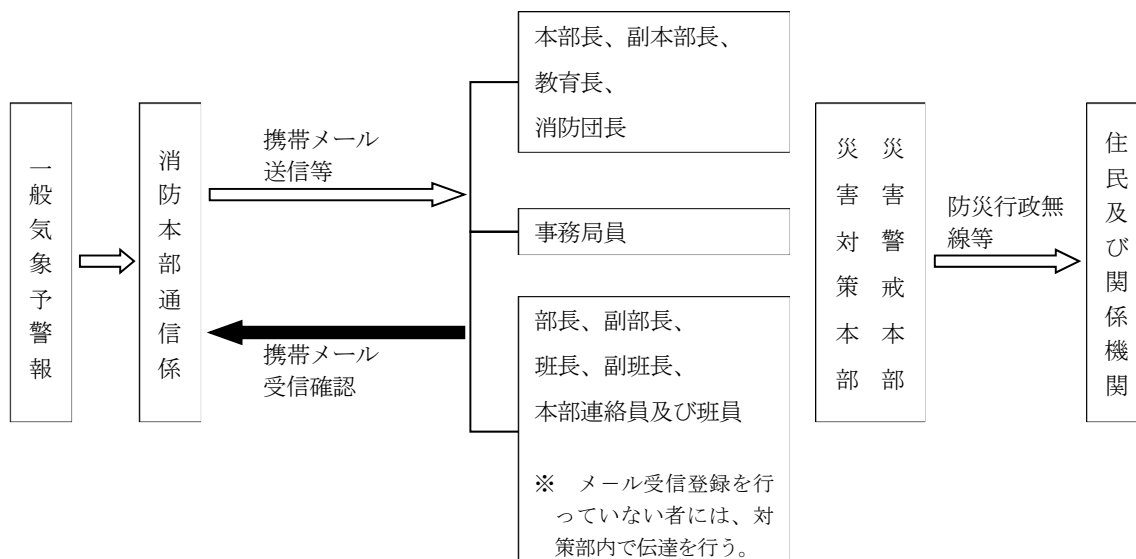 一般気象予警報
消防本部通信係
携帯メール
送信等
携帯メール
受信確認
本部長、副本部長、
教育長、
消防団長
事務局員
部長、副部長、
班長、副班長、
本部連絡員及び班員
※　メール受信登録を行
っていない者には、対
策部内で伝達を行う。
災害警戒本部
災害対策本部
防災行政無
線等
住民及び関係機関